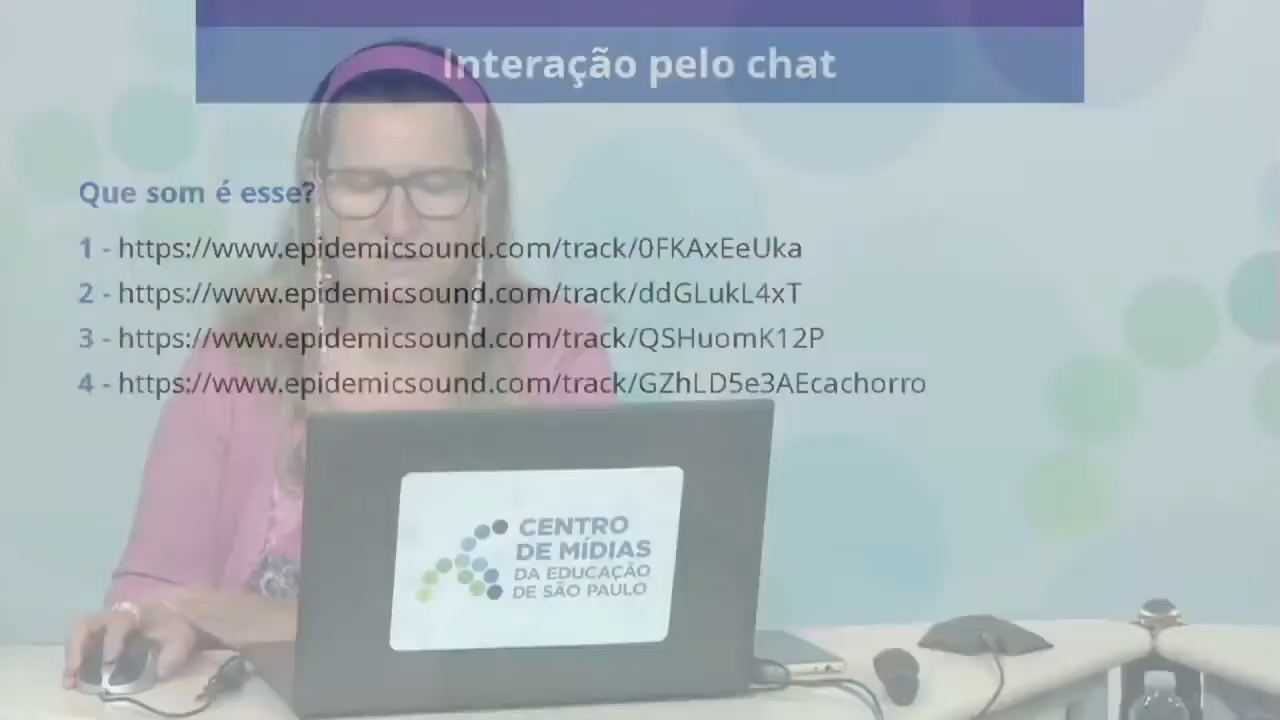 Interação pelo chat
Que som é esse?
1 - https://www.epidemicsound.com/track/0FKAxEeUka
2 - https://www.epidemicsound.com/track/ddGLukL4xT
3 - https://www.epidemicsound.com/track/QSHuomK12P
4 - https://www.epidemicsound.com/track/GZhLD5e3AEcachorro
CENTRO
DE MÍDIAS
DA EDUCAÇÃO
DE SÃO PAULO